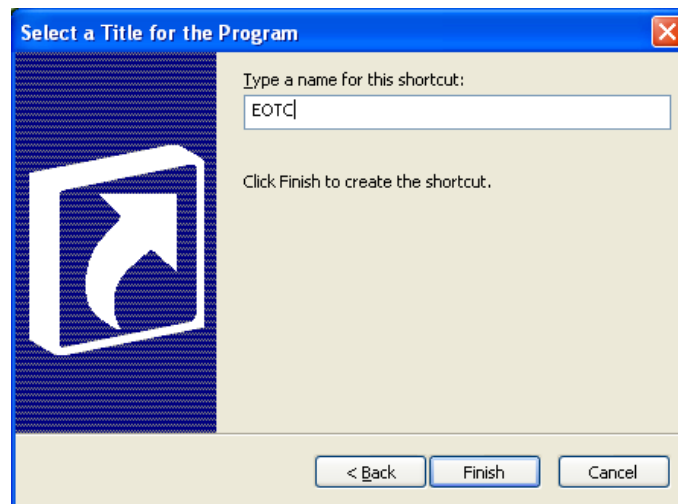 Select a Title for the Program
Type a name for this shortcut:
EOTC
Click Finish to create the shortcut.
< Back
Finish
Cancel